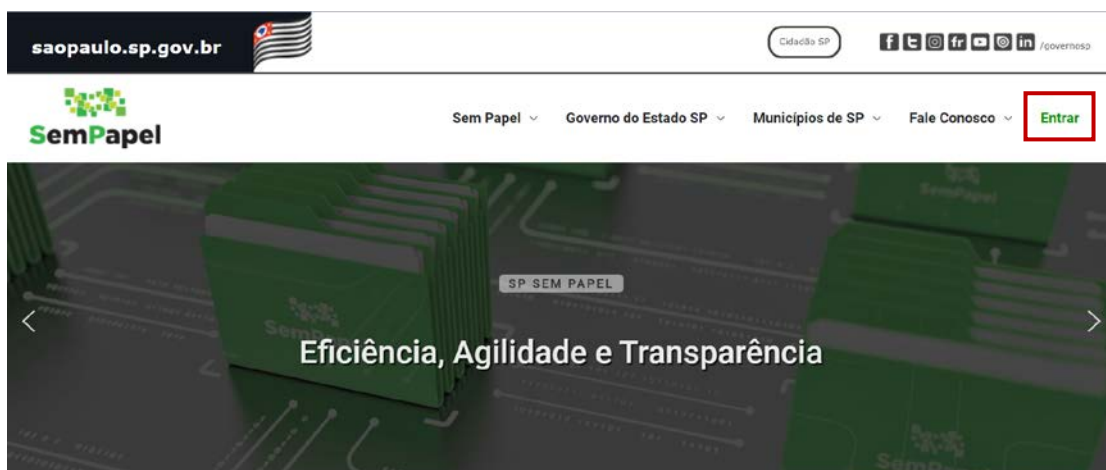 saopaulo.sp.gov.br
Cidadão SP
/governosp
SemPapel
Sem Papel
Governo do Estado SP
Municípios de SP
Fale Conosco
Entrar
SemPapel
SP SEM PAPEL
Eficiência, Agilidade e Transparência